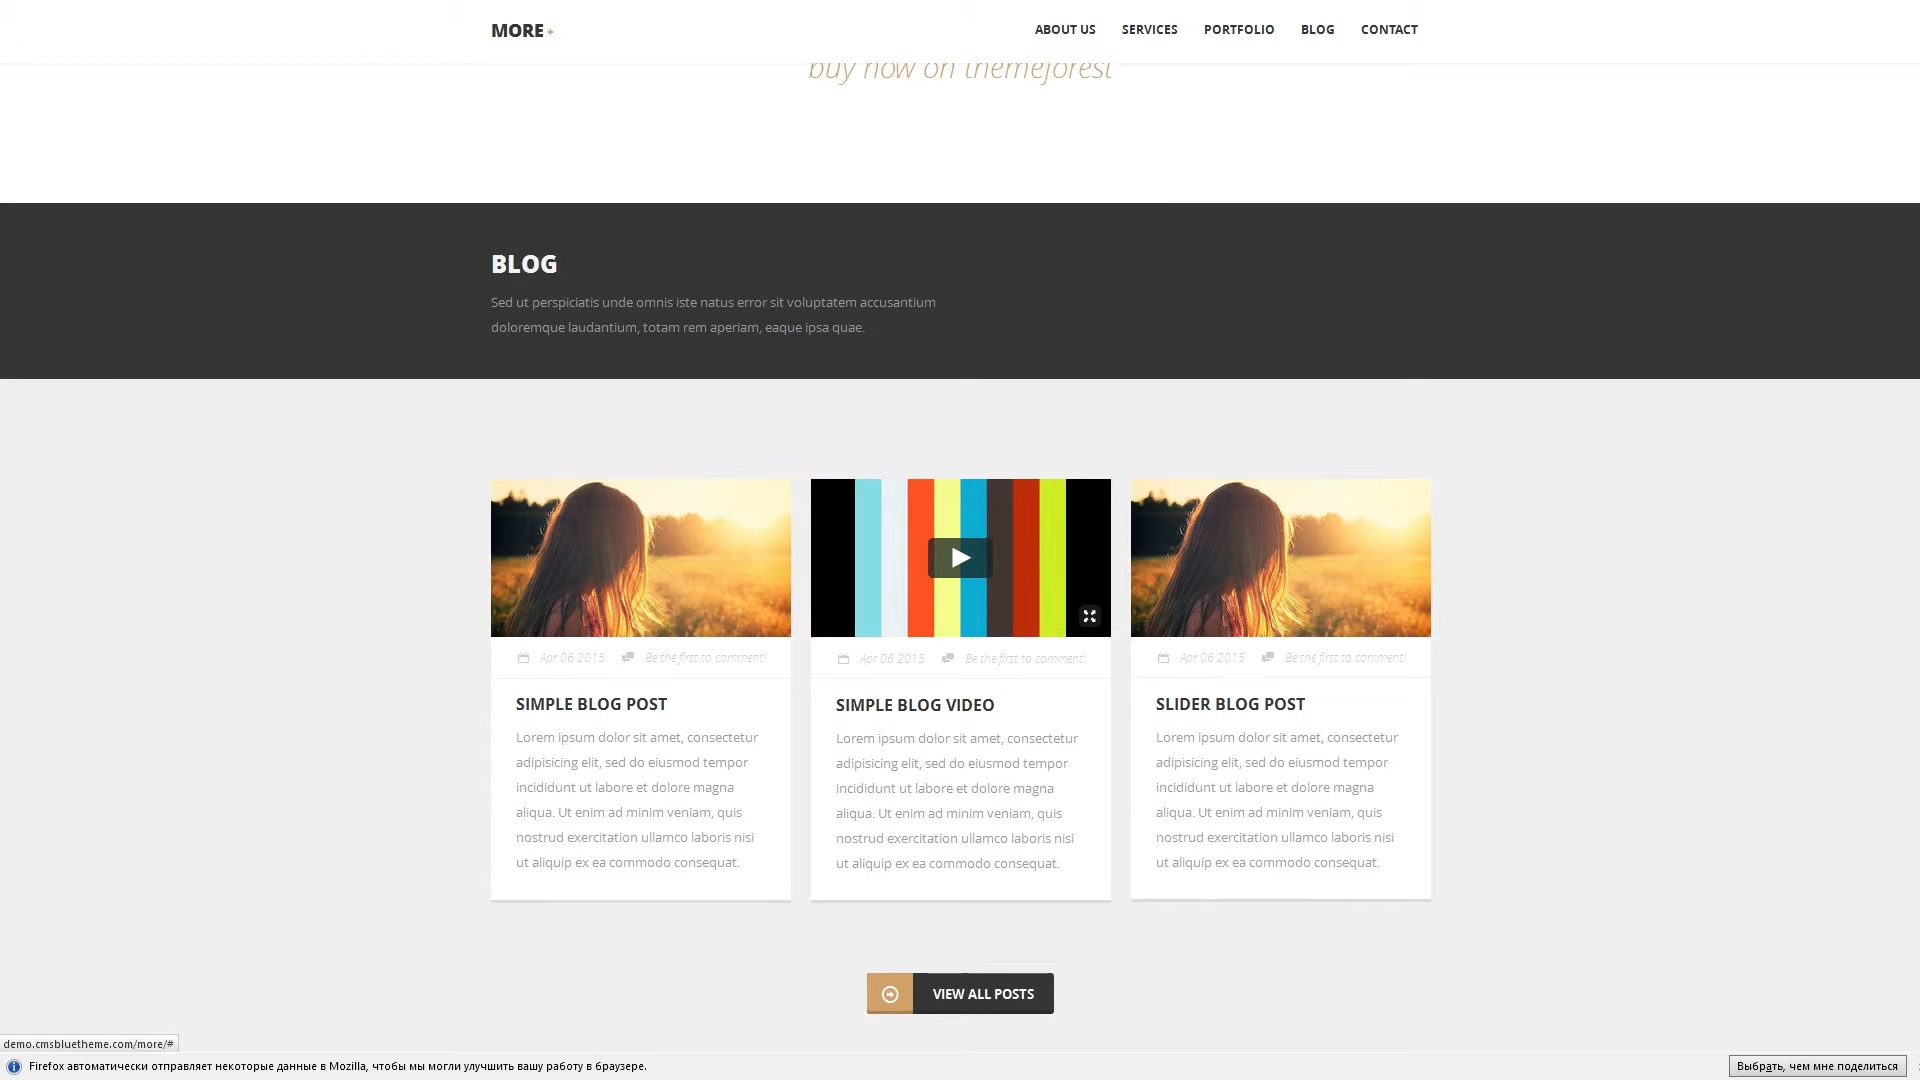 MORE +
ABOUT US SERVICES PORTFOLIO BLOG CONTACT
buy now on themeforest
BLOG
Sed ut perspiciatis unde omnis iste natus error sit voluptatem accusantium
doloremque laudantium, totam rem aperiam, eaque ipsa quae.
Apr 06 2015 Be the first to comment!
SIMPLE BLOG POST
Lorem ipsum dolor sit amet, consectetur
adipisicing elit, sed do eiusmod tempor
incididunt ut labore et dolore magna
aliqua. Ut enim ad minim veniam, quis
nostrud exercitation ullamco laboris nisi
ut aliquip ex ea commodo consequat.
Apr 06 2015 Be the first to comment!
SIMPLE BLOG VIDEO
Lorem ipsum dolor sit amet, consectetur
adipisicing elit, sed do eiusmod tempor
incididunt ut labore et dolore magna
aliqua. Ut enim ad minim veniam, quis
nostrud exercitation ullamco laboris nisi
ut aliquip ex ea commodo consequat.
Apr 06 2015 Be the first to comment!
SLIDER BLOG POST
Lorem ipsum dolor sit amet, consectetur
adipisicing elit, sed do eiusmod tempor
incididunt ut labore et dolore magna
aliqua. Ut enim ad minim veniam, quis
nostrud exercitation ullamco laboris nisi
ut aliquip ex ea commodo consequat.
VIEW ALL POSTS
demo.cmsbluetheme.com/more/#
Firefox автоматически отправляет некоторые данные в Mozilla, чтобы мы могли улучшить вашу работу в браузере.
Выбрать, чем мне поделиться